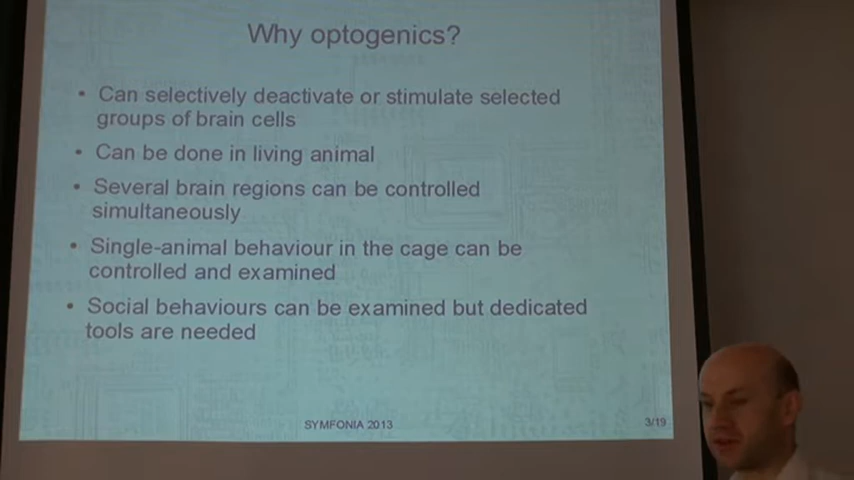 Why optogenics?
• Can selectively deactivate or stimulate selected
groups of brain cells
• Can be done in living animal
• Several brain regions can be controlled
simultaneously
• Single-animal behaviour in the cage can be
controlled and examined
• Social behaviours can be examined but dedicated
tools are needed
SYMFONIA 2013
3/19